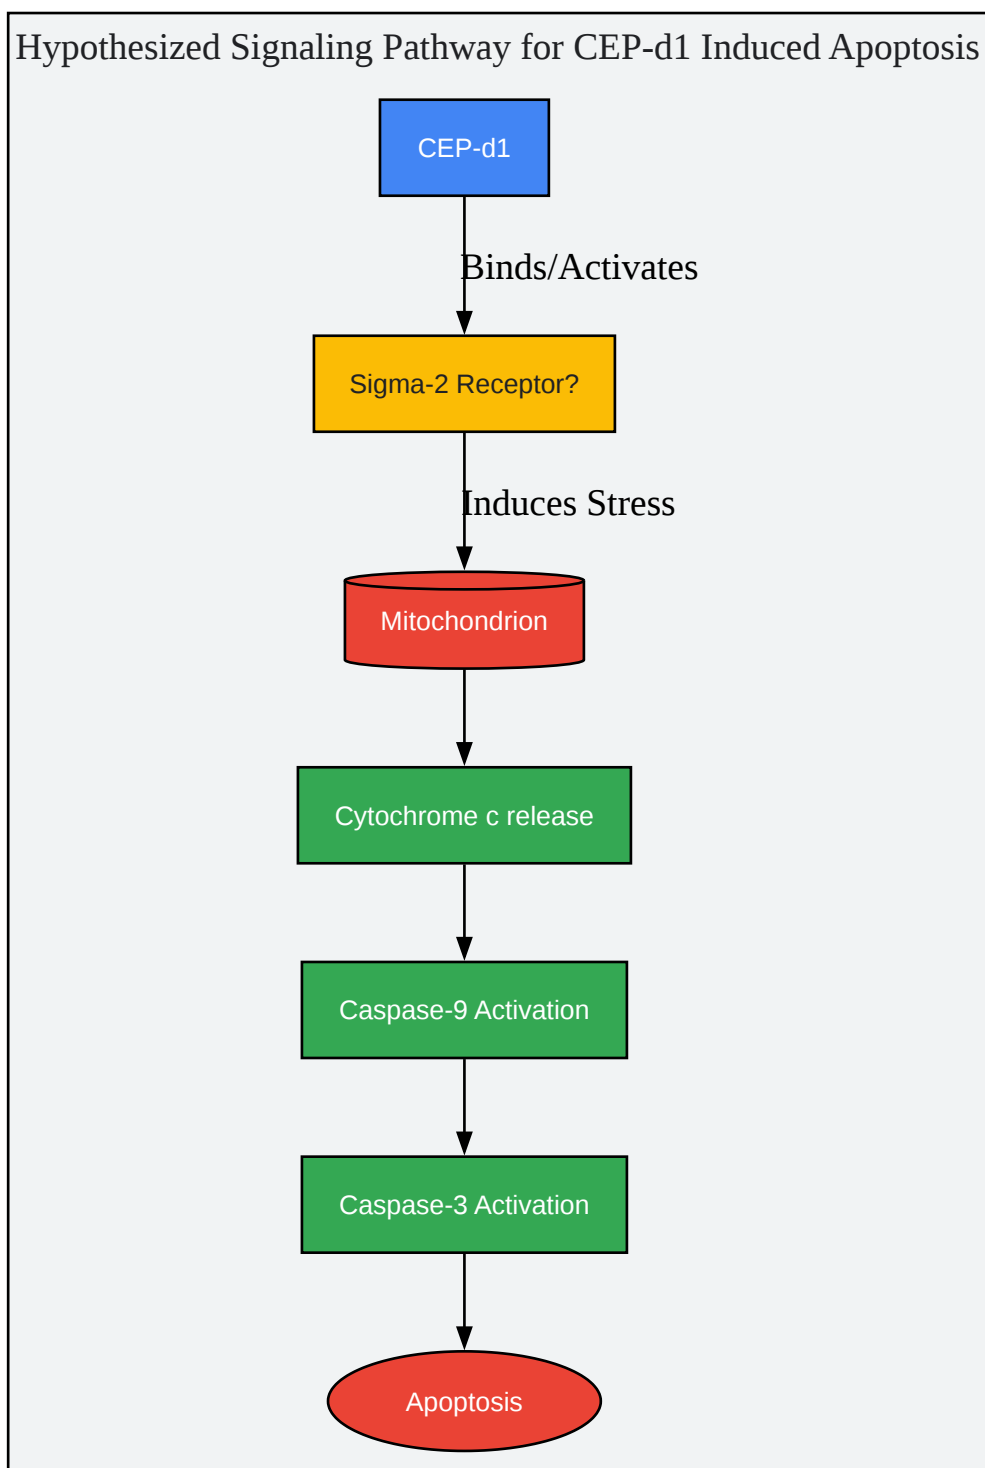 Hypothesized Signaling Pathway for CEP-d1 Induced Apoptosis
CEP-d1
Binds/Activates
Sigma-2 Receptor?
Induces Stress
Mitochondrion
Cytochrome c release
Caspase-9 Activation
Caspase-3 Activation
Apoptosis